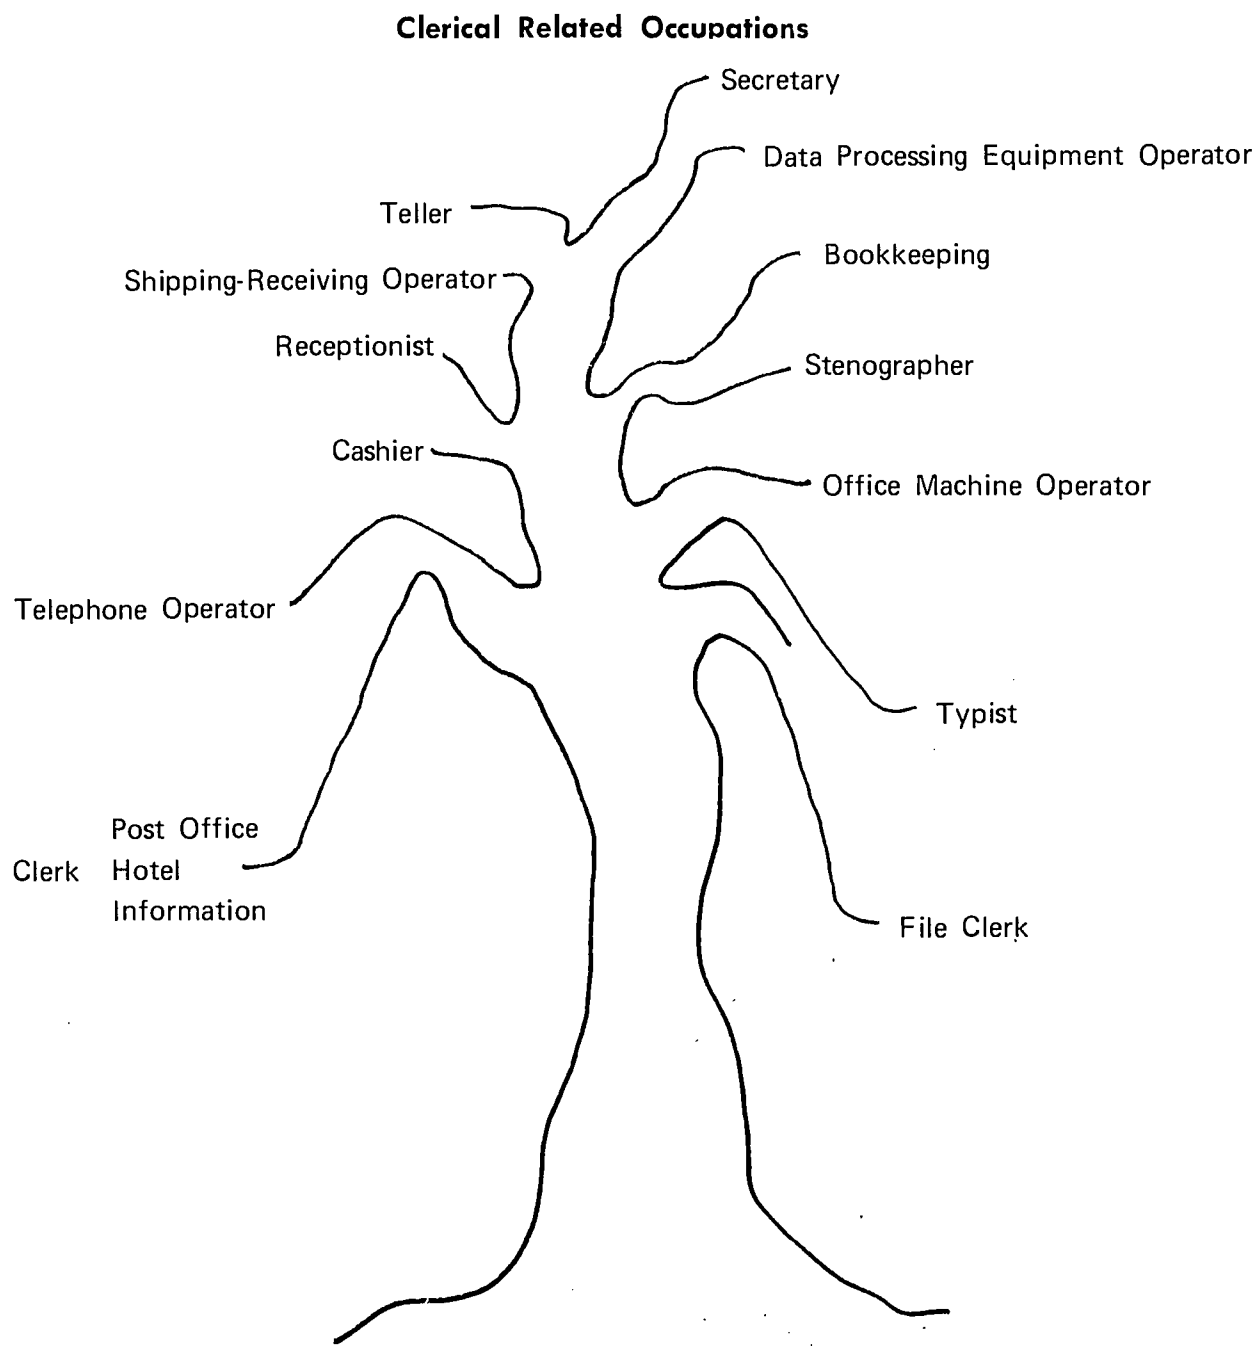 Clerical Related Occupations
Secretary
Data Processing Equipment Operator
Teller
Bookkeeping
Shipping-Receiving Operator
Receptionist
Stenographer
Cashier
Office Machine Operator
Telephone Operator
Typist
Post Office
Clerk Hotel
Information
File Clerk